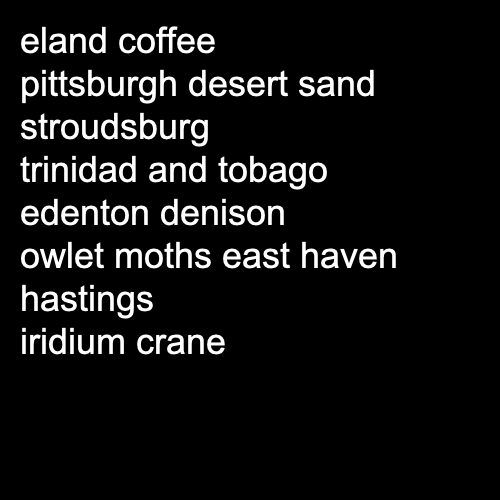 eland coffee
pittsburgh desert sand
stroudsburg
trinidad and tobago
edenton denison
owlet moths east haven
hastings
iridium crane